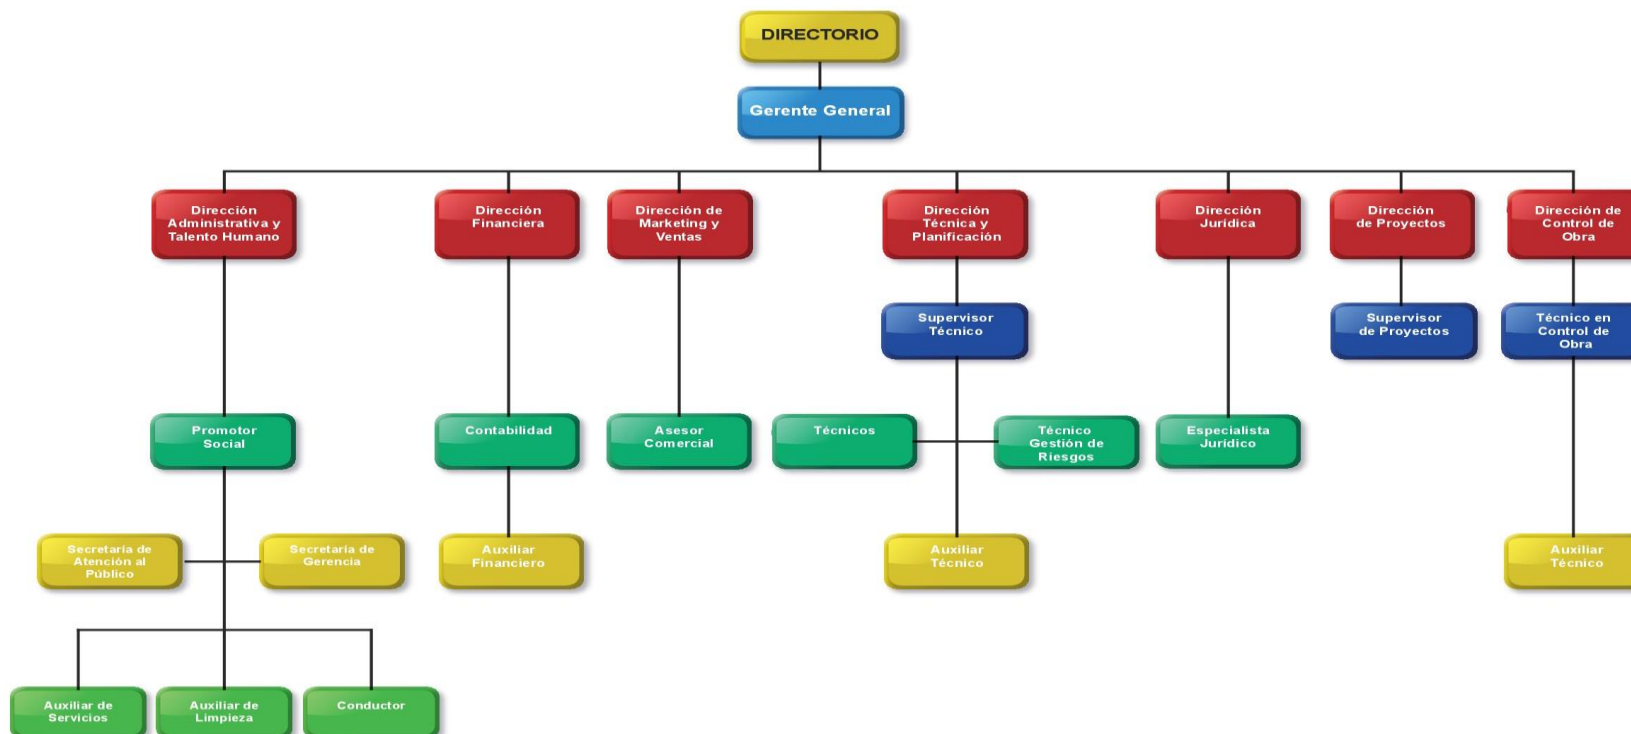 DIRECTORIO
Gerente General
Dirección
Administrativa y
Talento Humano
Dirección
Financiera
Dirección de
Marketing y
Ventas
Dirección
Técnica y
Planificación
Dirección
Jurídica
Dirección
de Proyectos
Dirección de
Control de
Obra
Supervisor
Técnico
Supervisor
de Proyectos
Técnico en
Control de
Obra
Promotor
Social
Contabilidad
Asesor
Comercial
Técnicos
Técnico
Gestión de
Riesgos
Especialista
Jurídico
Secretaría de
Atención al
Público
Secretaría de
Gerencia
Auxiliar
Financiero
Auxiliar
Técnico
Auxiliar
Técnico
Auxiliar de
Servicios
Auxiliar de
Limpieza
Conductor